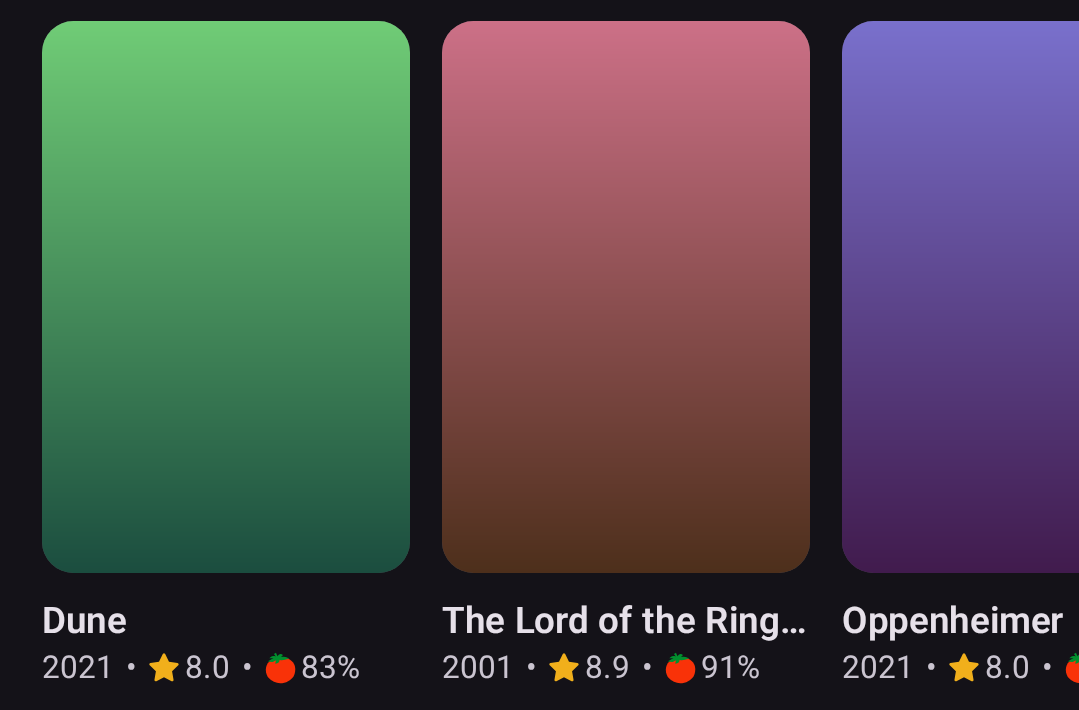 Dune
2021 • ⭐ 8.0 • 🍅 83%
The Lord of the Ring...
2001 • ⭐ 8.9 • 🍅 91%
Oppenheimer
2021 • ⭐ 8.0 • 🍅